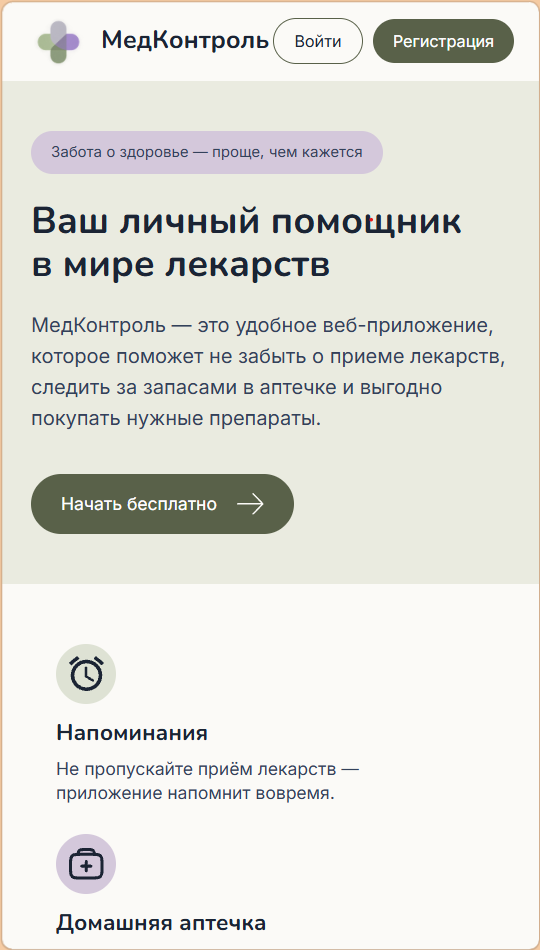 МедКонтроль
Войти
Регистрация
Забота о здоровье — проще, чем кажется
Ваш личный помощник
в мире лекарств
МедКонтроль — это удобное веб-приложение,
которое поможет не забыть о приеме лекарств,
следить за запасами в аптечке и выгодно
покупать нужные препараты.
Начать бесплатно
Напоминания
Не пропускайте приём лекарств —
приложение напомнит вовремя.
Домашняя аптечка